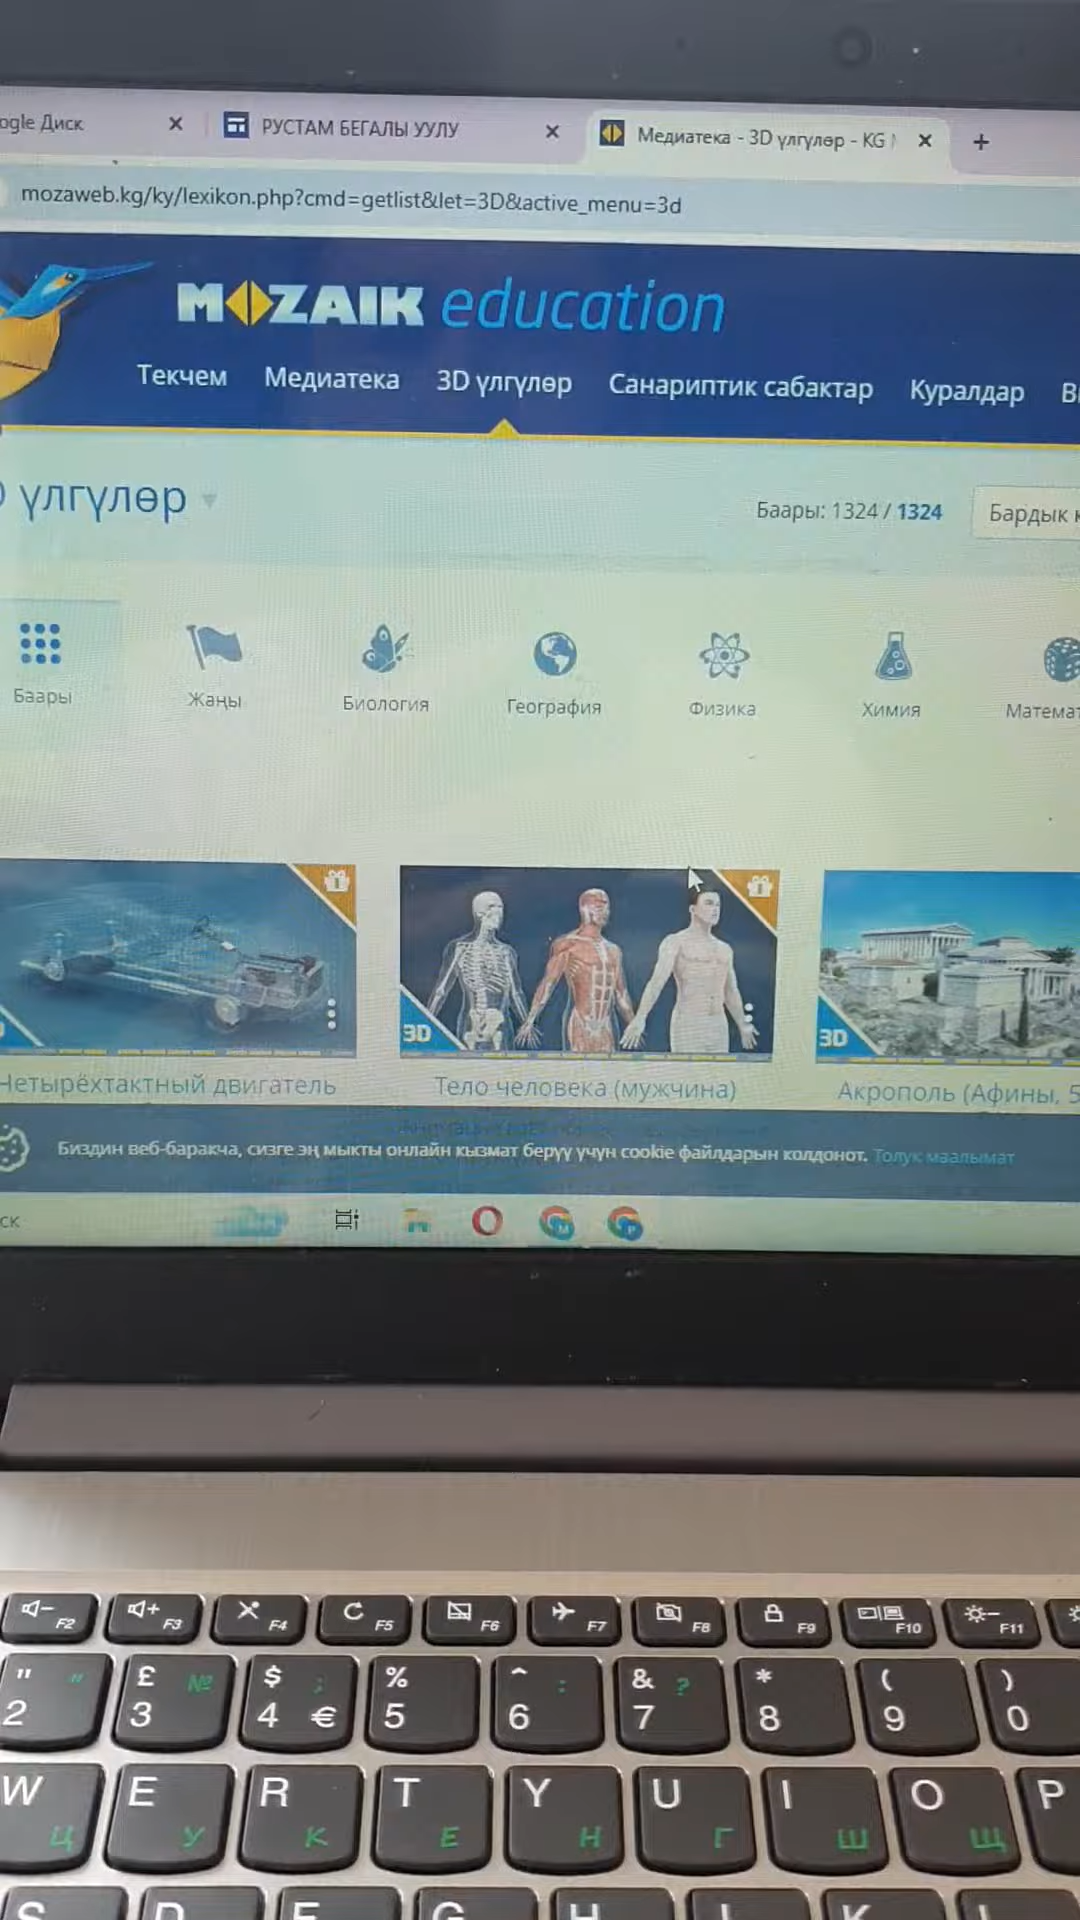 ogle Диск
РУСТАМ БЕГАЛЫ УУЛУ
Медиатека - 3D үлгүлөр - KG
mozaweb.kg/ky/lexikon.php?cmd=getlist&let=3D&active_menu=3d
MOZAIK education
Текчем Медиатека 3D үлгүлөр Санариптик сабактар Куралдар
үлгүлөр
Баары: 1324 / 1324
Бардык
Баары Жаңы Биология География Физика Химия Математ
3D 3D
Четырёхтактный двигатель Тело человека (мужчина) Акрополь (Афины, 5
Биздин веб-баракча, сизге эң мыкты онлайн кызмат берүү үчүн cookie файлдарын колдонот. Толук маалымат
ск
F2 F3 F4 F5 F6 F7 F8 F9 F10 F11
" " £ № $ ; % ^ : & ? * ( )
2 3 4 € 5 6 7 8 9 0
W E R T Y U I O P
Ц У К Е Н Г Ш Щ
S D F G H J K L